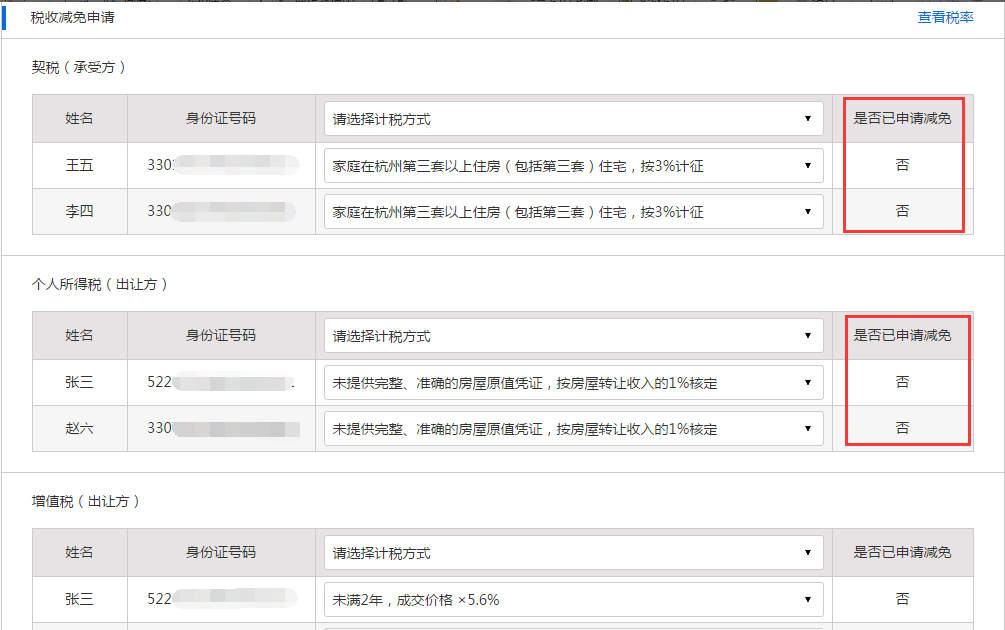 税收减免申请 查看税率
契税（承受方）
姓名 身份证号码 请选择计税方式 是否已申请减免
王五 330 家庭在杭州第三套以上住房（包括第三套）住宅，按3%计征 否
李四 330 家庭在杭州第三套以上住房（包括第三套）住宅，按3%计征 否
个人所得税（出让方）
姓名 身份证号码 请选择计税方式 是否已申请减免
张三 522 未提供完整、准确的房屋原值凭证，按房屋转让收入的1%核定 否
赵六 330 未提供完整、准确的房屋原值凭证，按房屋转让收入的1%核定 否
增值税（出让方）
姓名 身份证号码 请选择计税方式 是否已申请减免
张三 522 未满2年，成交价格 ×5.6% 否